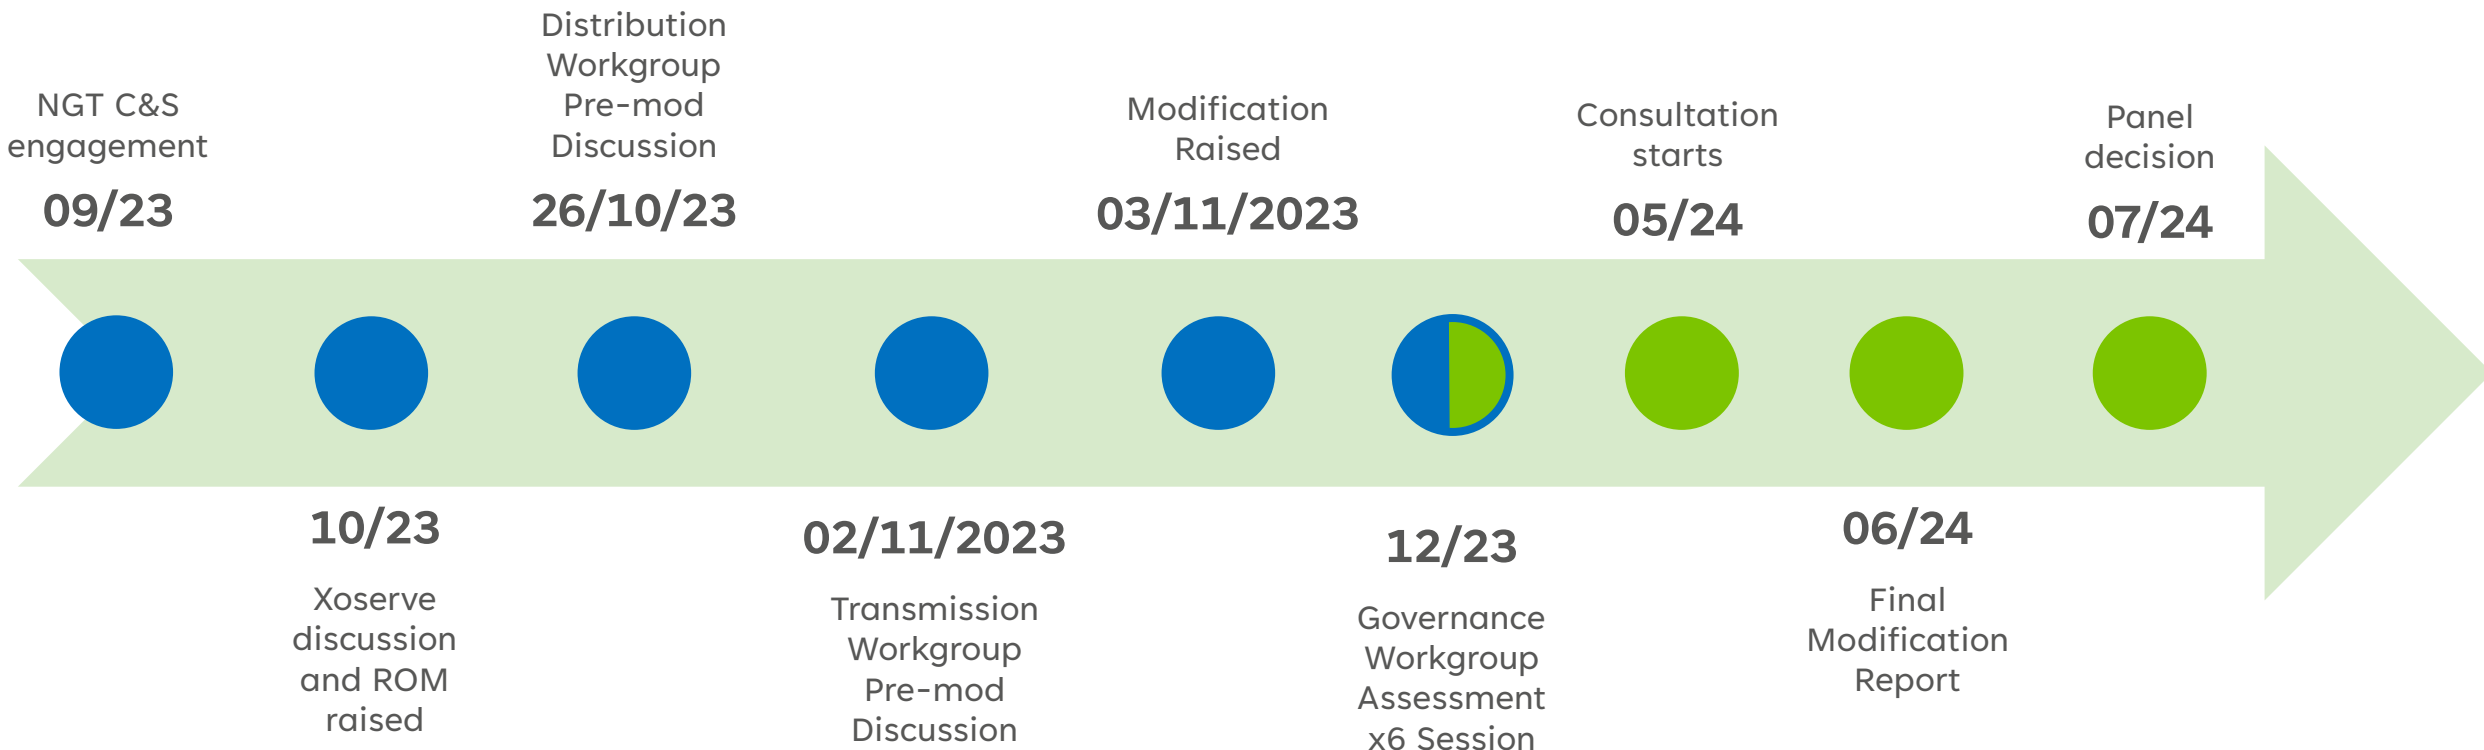 NGT C&S
engagement
09/23
10/23
Xoserve
discussion
and ROM
raised
Distribution
Workgroup
Pre-mod
Discussion
26/10/23
02/11/2023
Transmission
Workgroup
Pre-mod
Discussion
Modification
Raised
03/11/2023
12/23
Governance
Workgroup
Assessment
x6 Session
Consultation
starts
05/24
06/24
Final
Modification
Report
Panel
decision
07/24